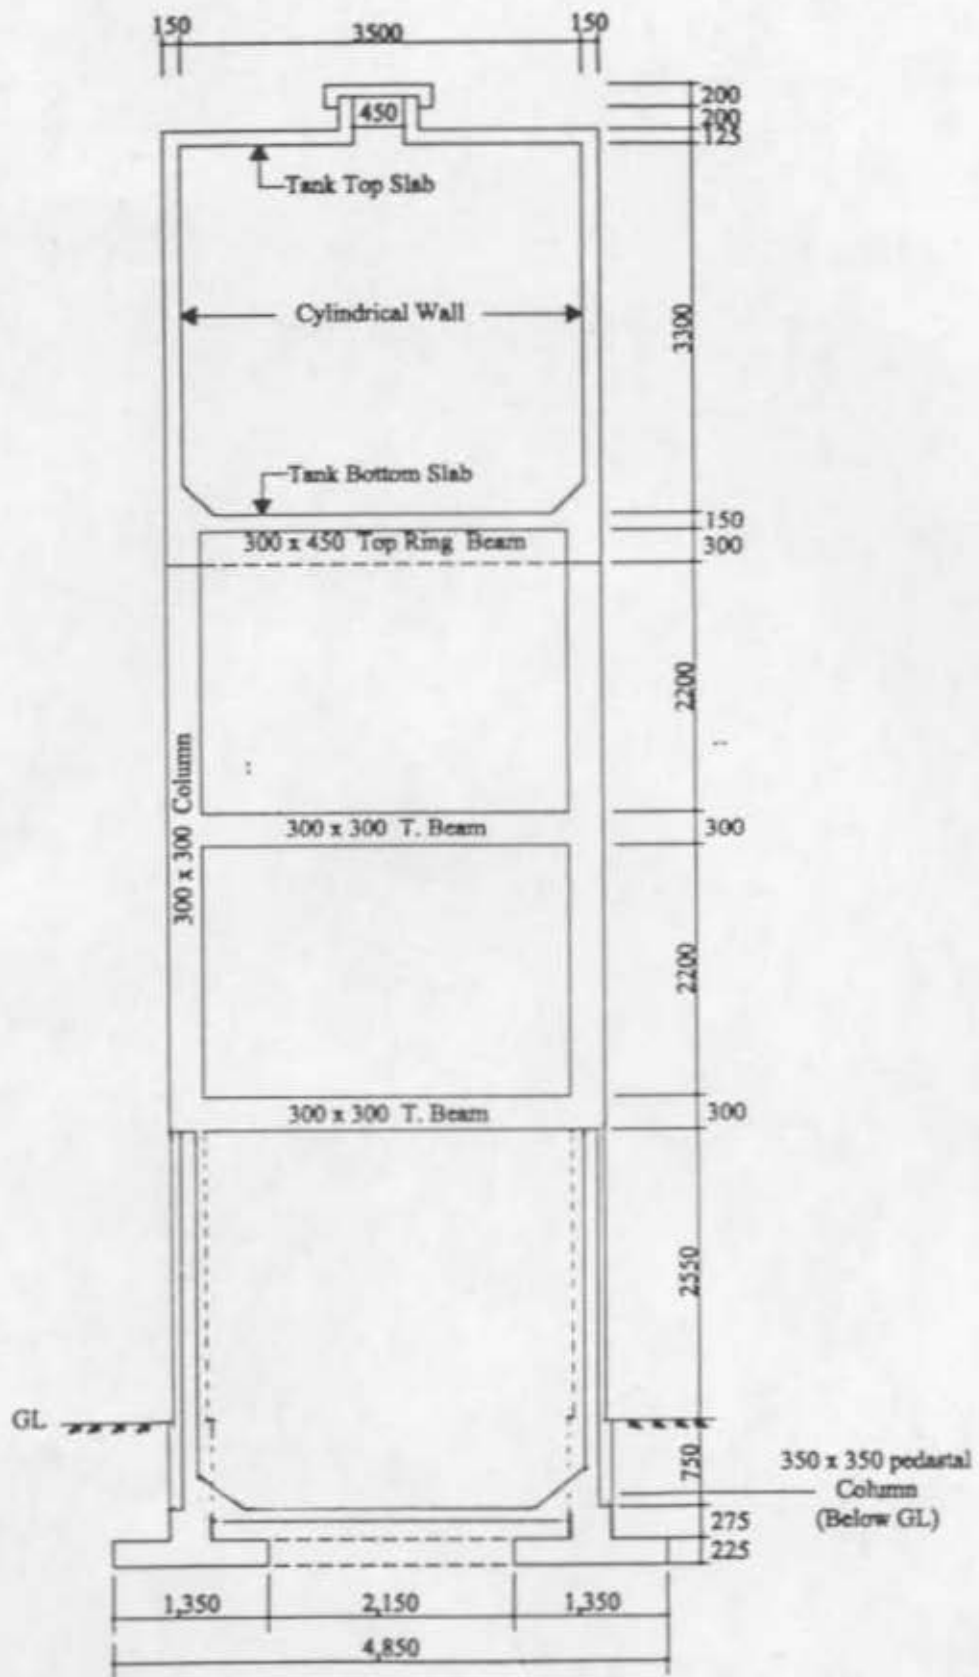 150 3500 150
200
450
200
125
Tank Top Slab
Cylindrical Wall
3300
Tank Bottom Slab
150
300 x 450 Top Ring Beam
300
2200
300 x 300 Column
300 x 300 T. Beam
300
2200
300 x 300 T. Beam
300
2550
GL
750
350 x 350 pedastal
Column
(Below GL)
275
225
1,350 2,150 1,350
4,850